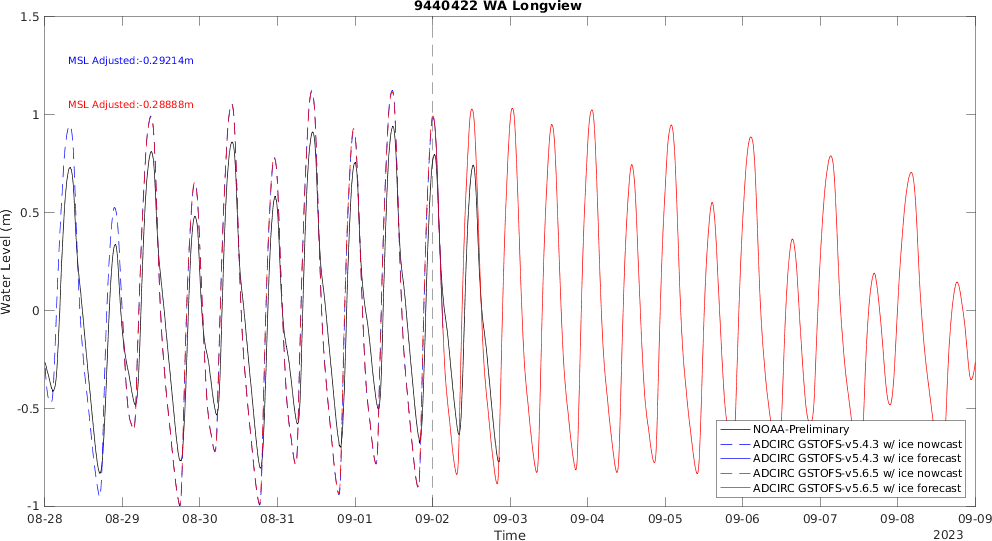 9440422 WA Longview
MSL Adjusted:-0.29214m
MSL Adjusted:-0.28888m
Water Level (m)
1.5
1
0.5
0
-0.5
-1
NOAA-Preliminary
ADCIRC GSTOFS-v5.4.3 w/ ice nowcast
ADCIRC GSTOFS-v5.4.3 w/ ice forecast
ADCIRC GSTOFS-v5.6.5 w/ ice nowcast
ADCIRC GSTOFS-v5.6.5 w/ ice forecast
08-28 08-29 08-30 08-31 09-01 09-02 09-03 09-04 09-05 09-06 09-07 09-08 09-09
Time
2023